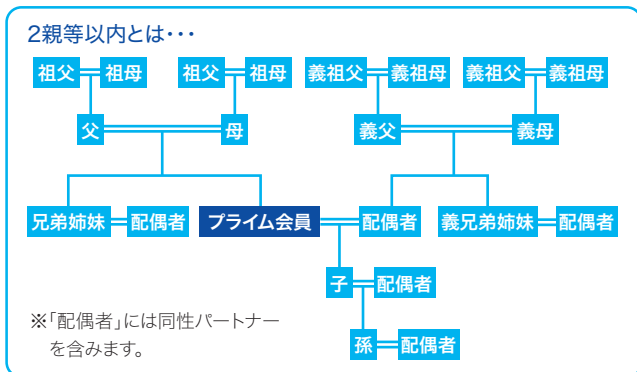 2親等以内とは・・・
祖父 祖母 祖父 祖母 義祖父 義祖母 義祖父 義祖母
父 母 義父 義母
兄弟姉妹 配偶者 プライム会員 配偶者 義兄弟姉妹 配偶者
子 配偶者
※「配偶者」には同性パートナー
を含みます。
孫 配偶者